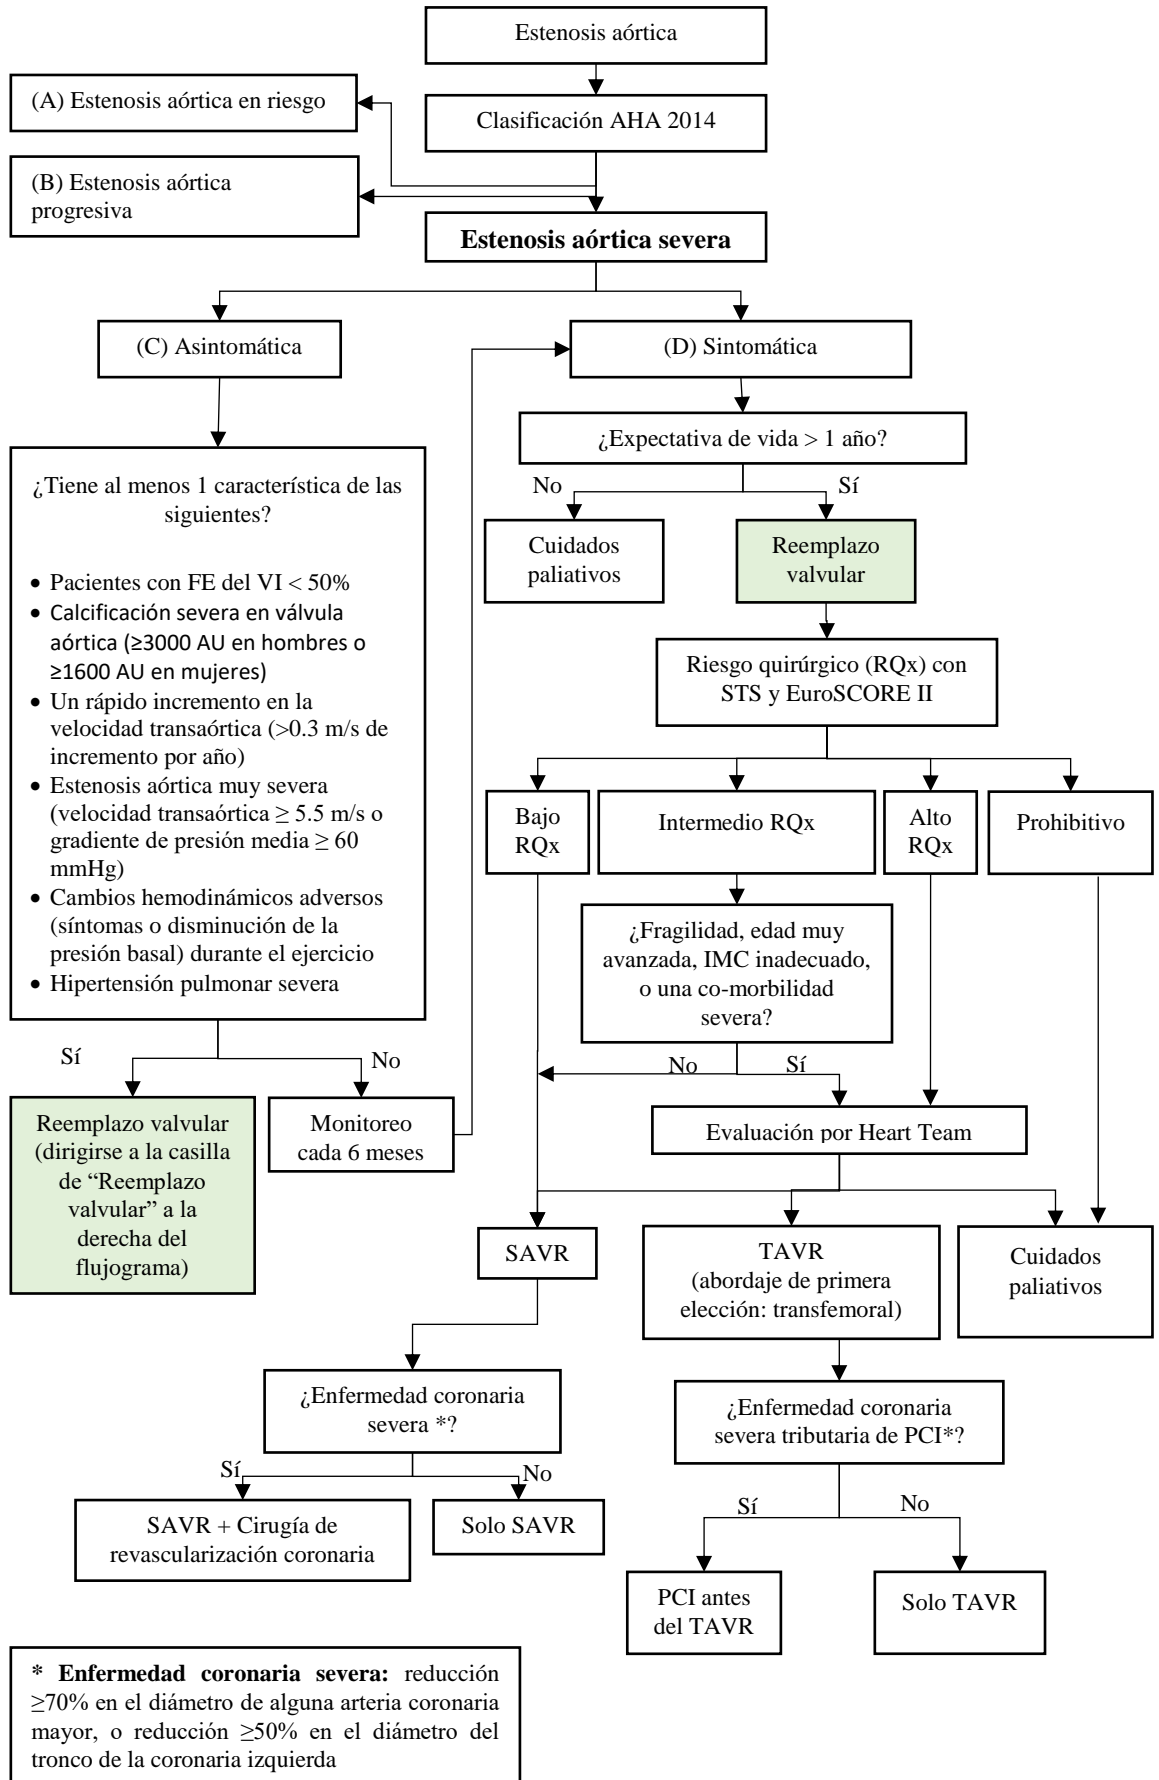 Estenosis aórtica
(A) Estenosis aórtica en riesgo
Clasificación AHA 2014
(B) Estenosis aórtica
progresiva
Estenosis aórtica severa
(C) Asintomática
(D) Sintomática
¿Expectativa de vida > 1 año?
No
Sí
Cuidados
paliativos
Reemplazo
valvular
¿Tiene al menos 1 característica de las
siguientes?
• Pacientes con FE del VI < 50%
• Calcificación severa en válvula
aórtica (≥3000 AU en hombres o
≥1600 AU en mujeres)
• Un rápido incremento en la
velocidad transaórtica (>0.3 m/s de
incremento por año)
• Estenosis aórtica muy severa
(velocidad transaórtica ≥ 5.5 m/s o
gradiente de presión media ≥ 60
mmHg)
• Cambios hemodinámicos adversos
(síntomas o disminución de la
presión basal) durante el ejercicio
• Hipertensión pulmonar severa
Riesgo quirúrgico (RQx) con
STS y EuroSCORE II
Bajo
RQx
Intermedio RQx
Alto
RQx
Prohibitivo
¿Fragilidad, edad muy
avanzada, IMC inadecuado,
o una co-morbilidad
severa?
Sí
No
No
Sí
Reemplazo valvular
(dirigirse a la casilla
de “Reemplazo
valvular” a la
derecha del
flujograma)
Monitoreo
cada 6 meses
Evaluación por Heart Team
SAVR
TAVR
(abordaje de primera
elección: transfemoral)
Cuidados
paliativos
¿Enfermedad coronaria
severa *?
¿Enfermedad coronaria
severa tributaria de PCI*?
Sí
No
Sí
No
SAVR + Cirugía de
revascularización coronaria
Solo SAVR
PCI antes
del TAVR
Solo TAVR
* Enfermedad coronaria severa: reducción
≥70% en el diámetro de alguna arteria coronaria
mayor, o reducción ≥50% en el diámetro del
tronco de la coronaria izquierda